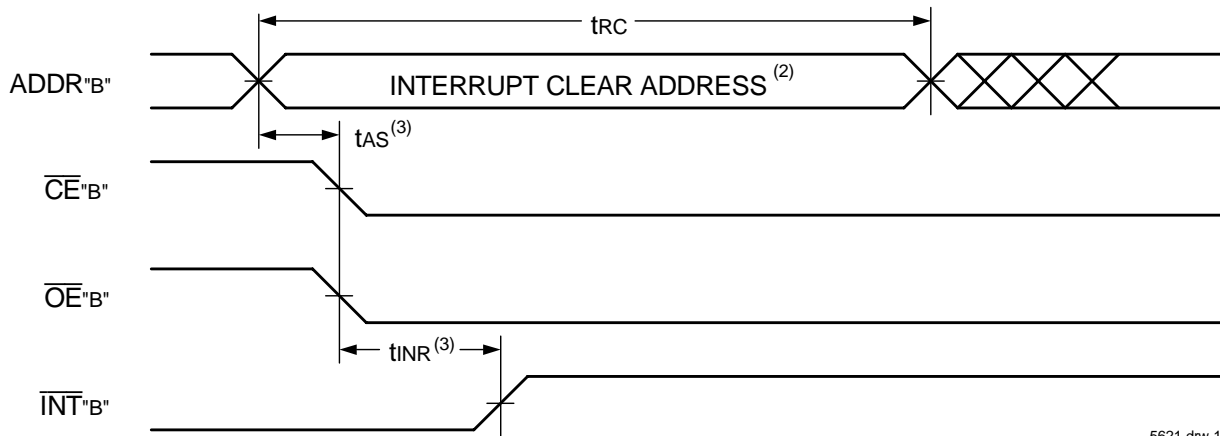 tRC
ADDR"B"
INTERRUPT CLEAR ADDRESS (2)
tAS (3)
CE"B"
OE"B"
tINR (3)
INT"B"